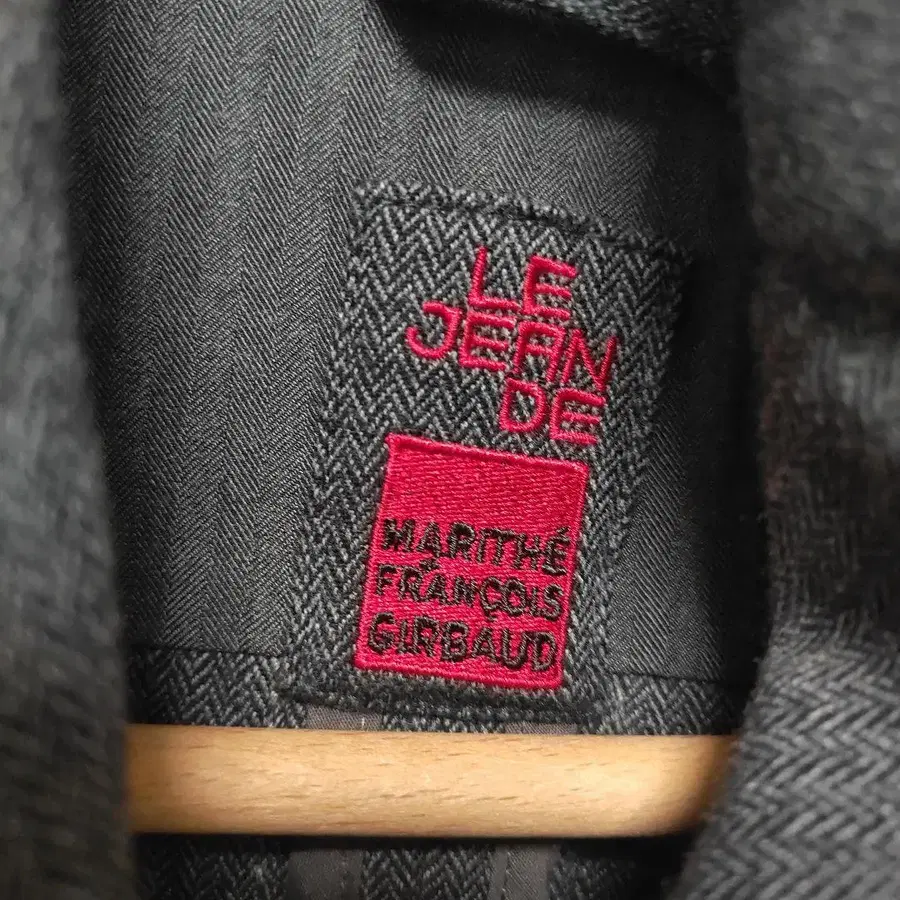 LE
JEAN
DE
MARITHÉ
FRANÇOIS
GIRBAUD